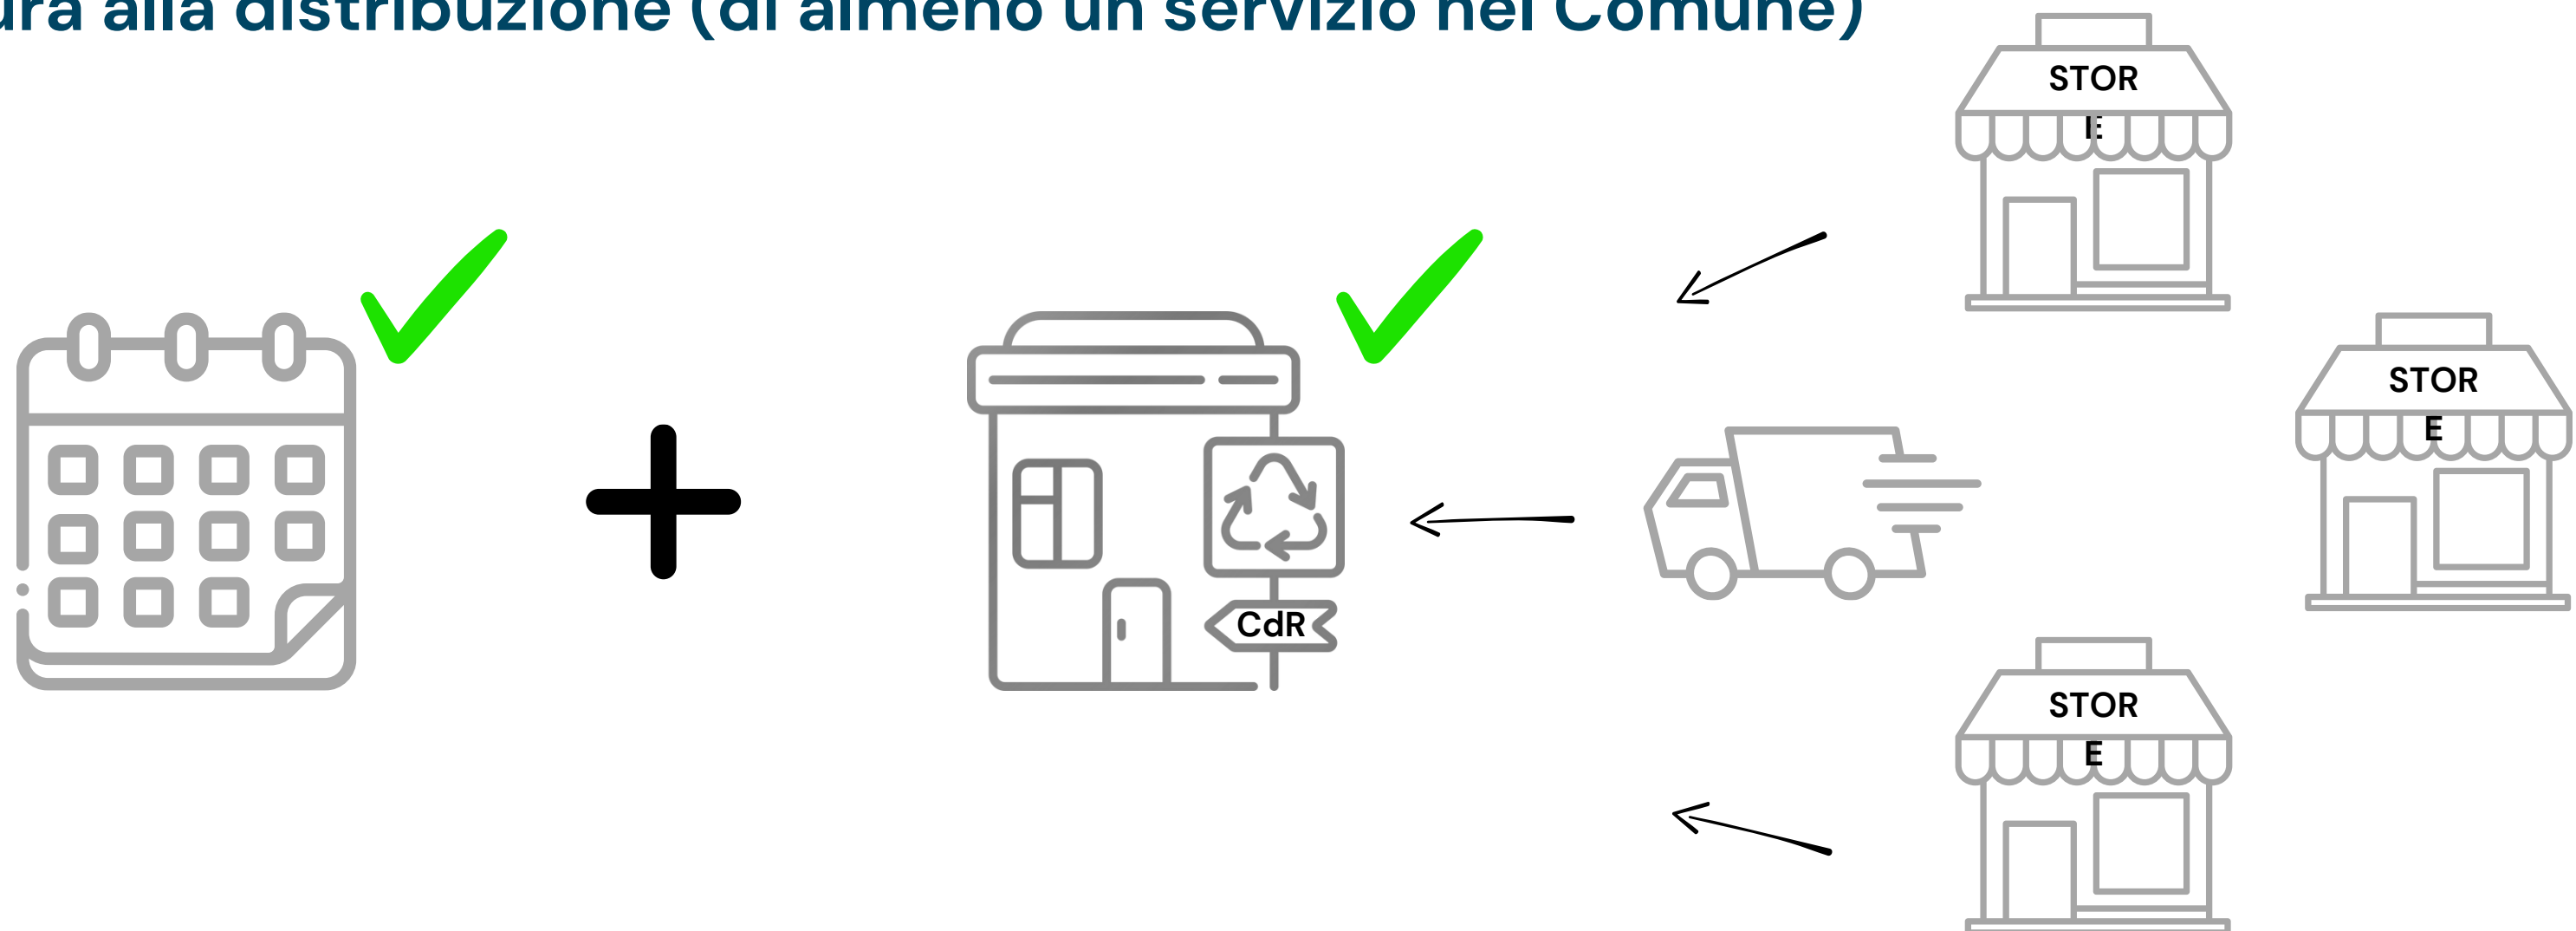 ura alla distribuzione (di almeno un servizio nel Comune)
STOR
E
STOR
E
CdR
STOR
E